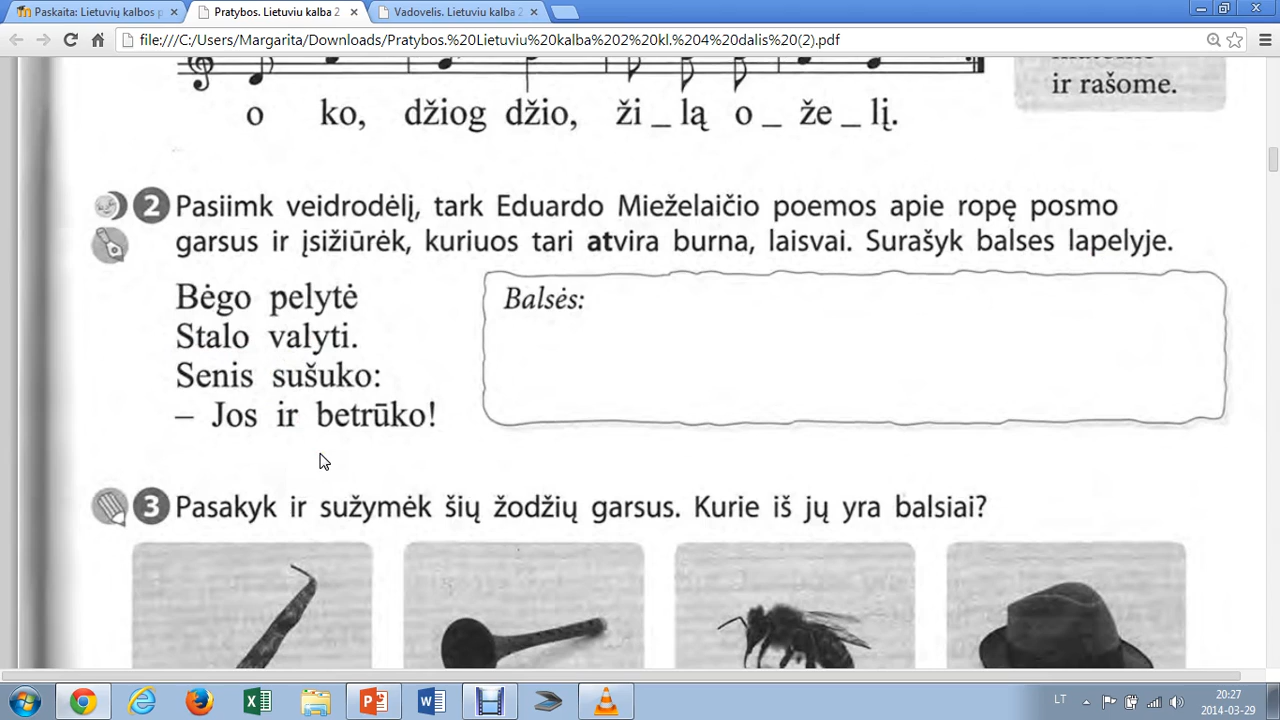 Paskaita: Lietuvių kalbos p
Pratybos. Lietuviu kalba 2
Vadovelis. Lietuviu kalba 2
file:///C:/Users/Margarita/Downloads/Pratybos.%20Lietuviu%20kalba%202%20kl.%204%20dalis%20(2).pdf
ir rašome.
o ko, džiog džio, ži _ lą o _ že _ lį.
2 Pasiimk veidrodėlį, tark Eduardo Mieželaičio poemos apie ropę posmo
garsus ir įsižiūrėk, kuriuos tari atvira burna, laisvai. Surašyk balses lapelyje.
Bėgo pelytė
Stalo valyti.
Senis sušuko:
– Jos ir betrūko!
Balsės:
3 Pasakyk ir sužymėk šių žodžių garsus. Kurie iš jų yra balsiai?
LT
20:27
2014-03-29